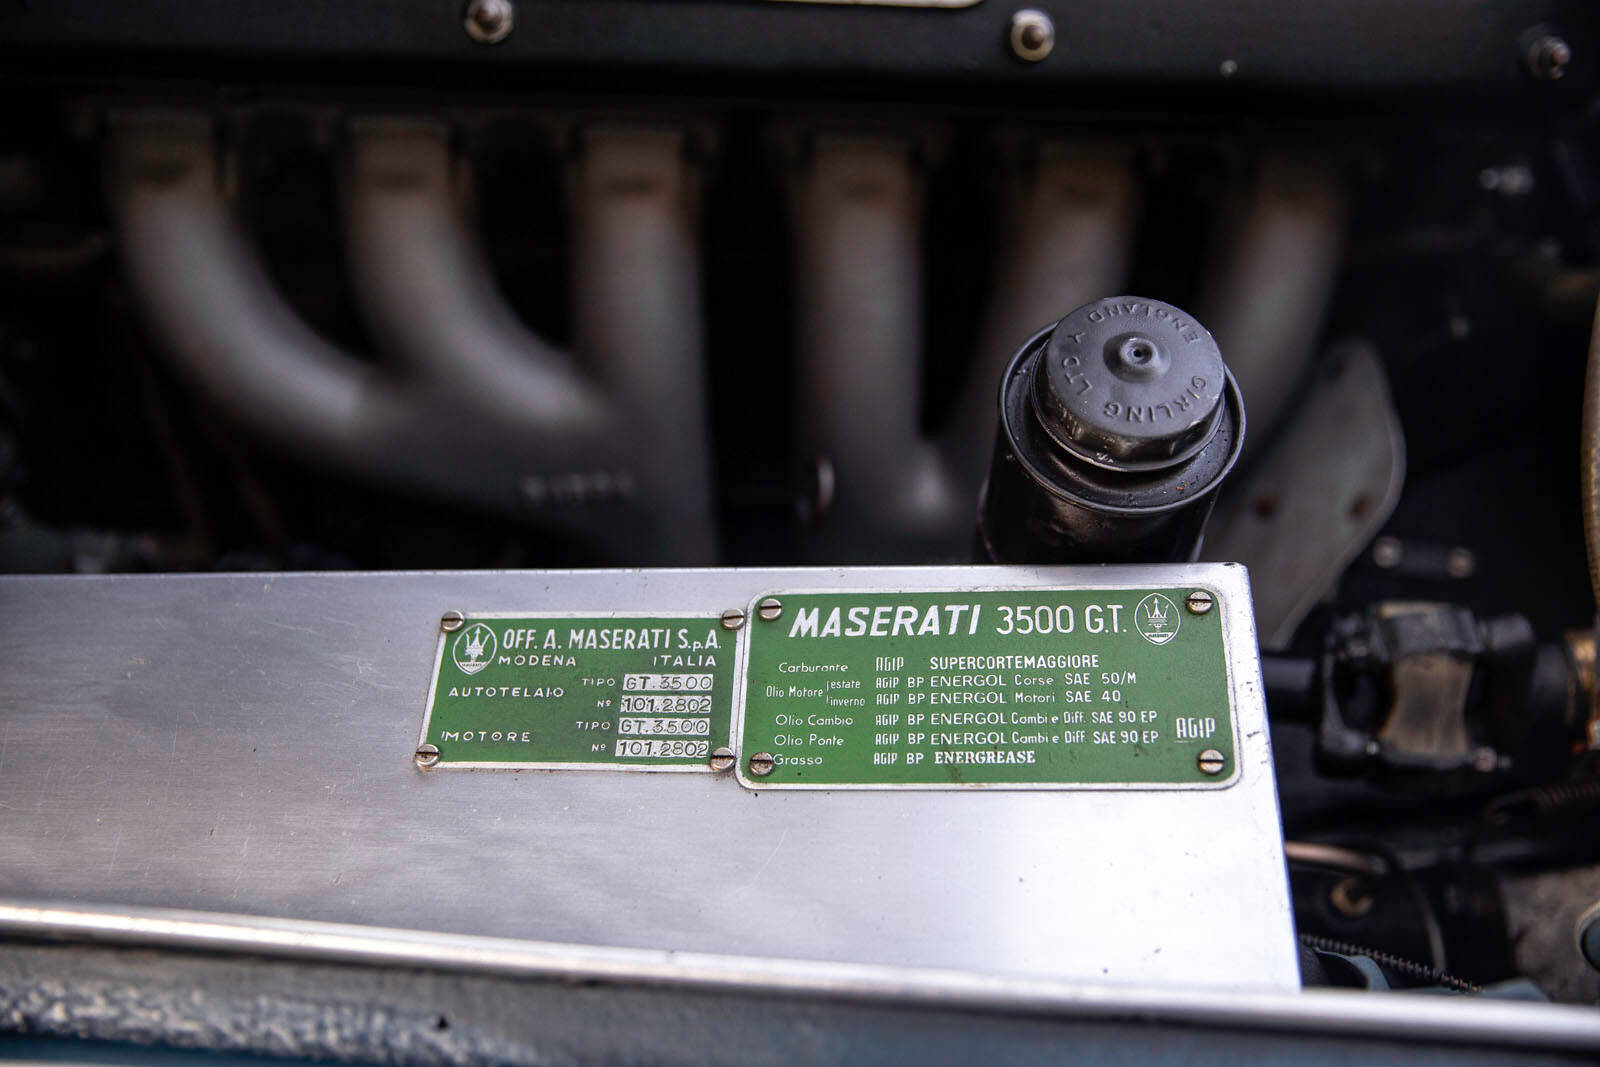 GIRLING LTD Y ENGLAND
OFF. A. MASERATI S.p.A.
MODENA ITALIA
AUTOTELAIO TIPO GT.3500
Nº 101.2802
MOTORE TIPO GT.3500
Nº 101.2802
MASERATI 3500 G.T.
Carburante AGIP SUPERCORTEMAGGIORE
Olio Motore estate AGIP BP ENERGOL Corse SAE 50/M
inverno AGIP BP ENERGOL Motori SAE 40
Olio Cambio AGIP BP ENERGOL Cambi e Diff. SAE 90 EP
Olio Ponte AGIP BP ENERGOL Cambi e Diff. SAE 90 EP
AGIP
Grasso AGIP BP ENERGREASE